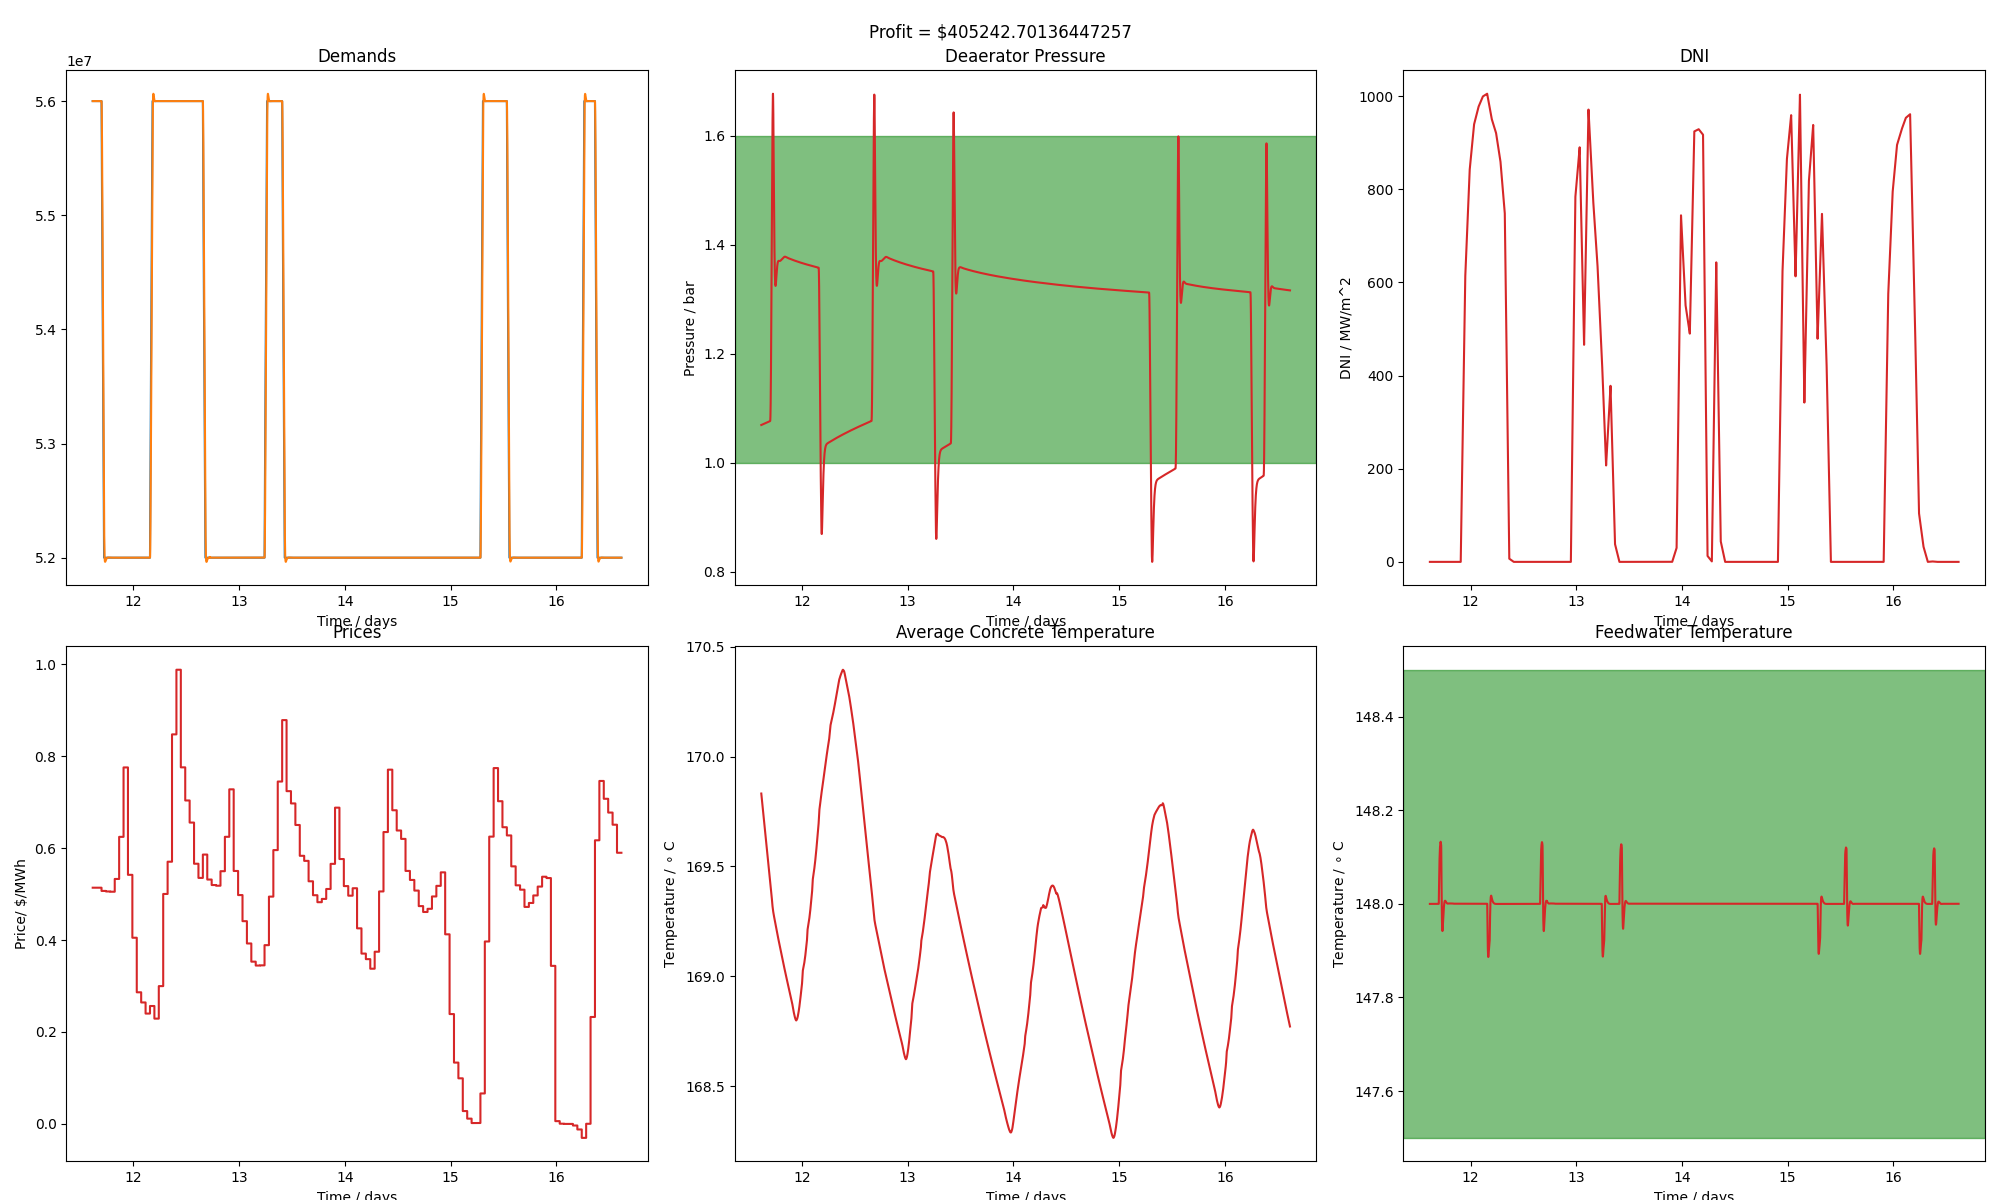 Profit = $405242.70136447257
Demands
1e7
5.6
5.5
5.4
5.3
5.2
12 13 14 15 16
Time / days
Deaerator Pressure
Pressure / bar
1.6
1.4
1.2
1.0
0.8
12 13 14 15 16
Time / days
DNI
DNI / MW/m^2
1000
800
600
400
200
0
12 13 14 15 16
Time / days
Prices
Price/ $/MWh
1.0
0.8
0.6
0.4
0.2
0.0
12 13 14 15 16
Time / days
Average Concrete Temperature
Temperature / ∘ C
170.5
170.0
169.5
169.0
168.5
12 13 14 15 16
Time / days
Feedwater Temperature
Temperature / ∘ C
148.4
148.2
148.0
147.8
147.6
12 13 14 15 16
Time / days